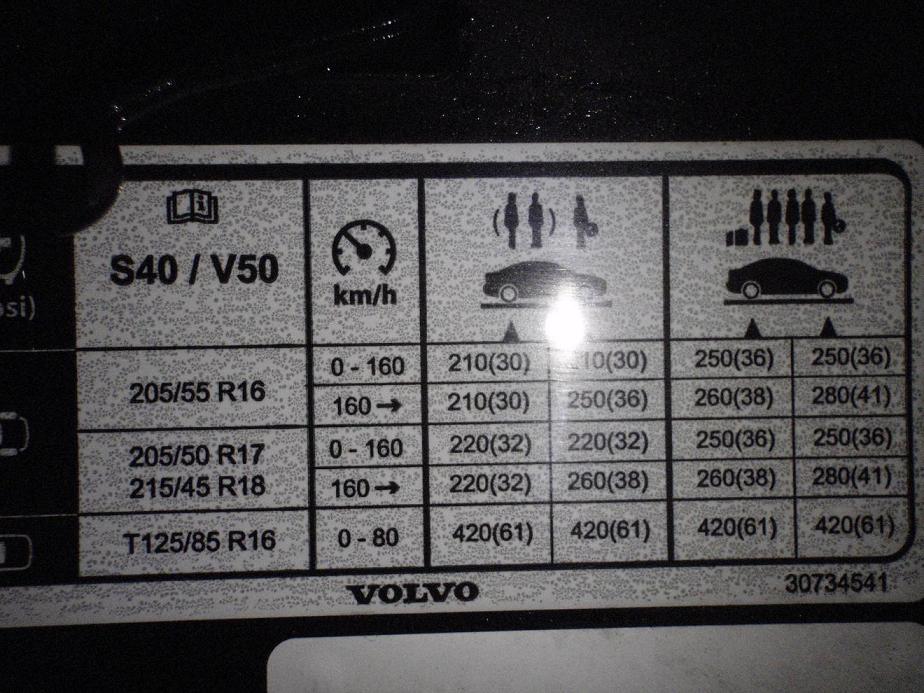 S40 / V50
km/h
si)
205/55 R16 0 - 160 210(30) 210(30) 250(36) 250(36)
160 → 210(30) 250(36) 260(38) 280(41)
205/50 R17 0 - 160 220(32) 220(32) 250(36) 250(36)
215/45 R18 160 → 220(32) 260(38) 260(38) 280(41)
T125/85 R16 0 - 80 420(61) 420(61) 420(61) 420(61)
VOLVO 30734541